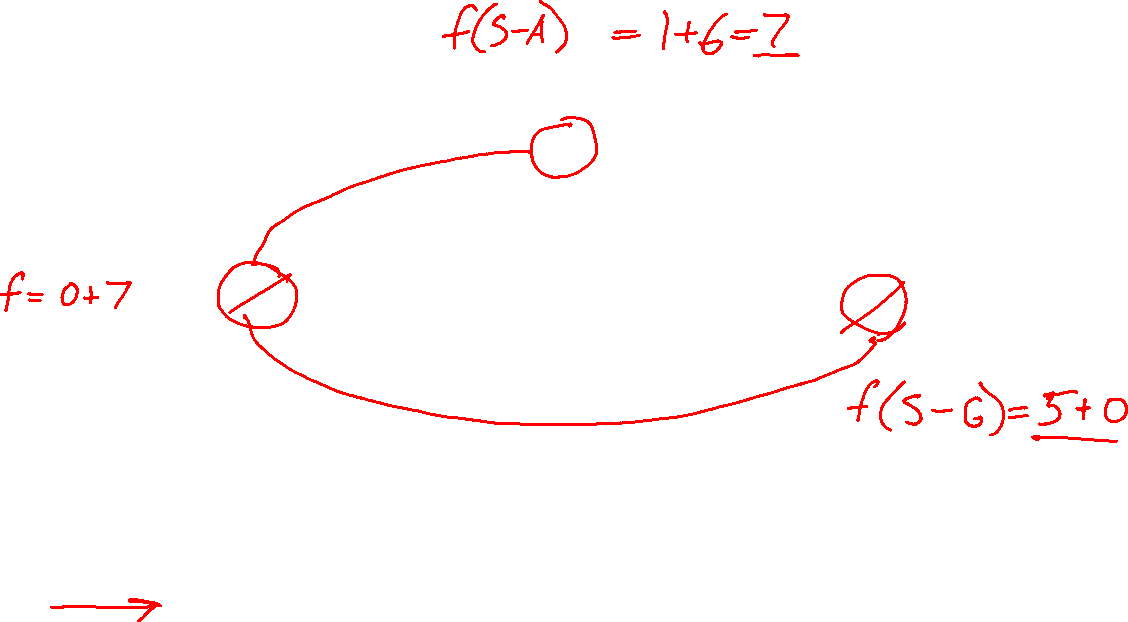 f(S-A) = 1+6=7
f= 0+7
f(S-G)=5+0